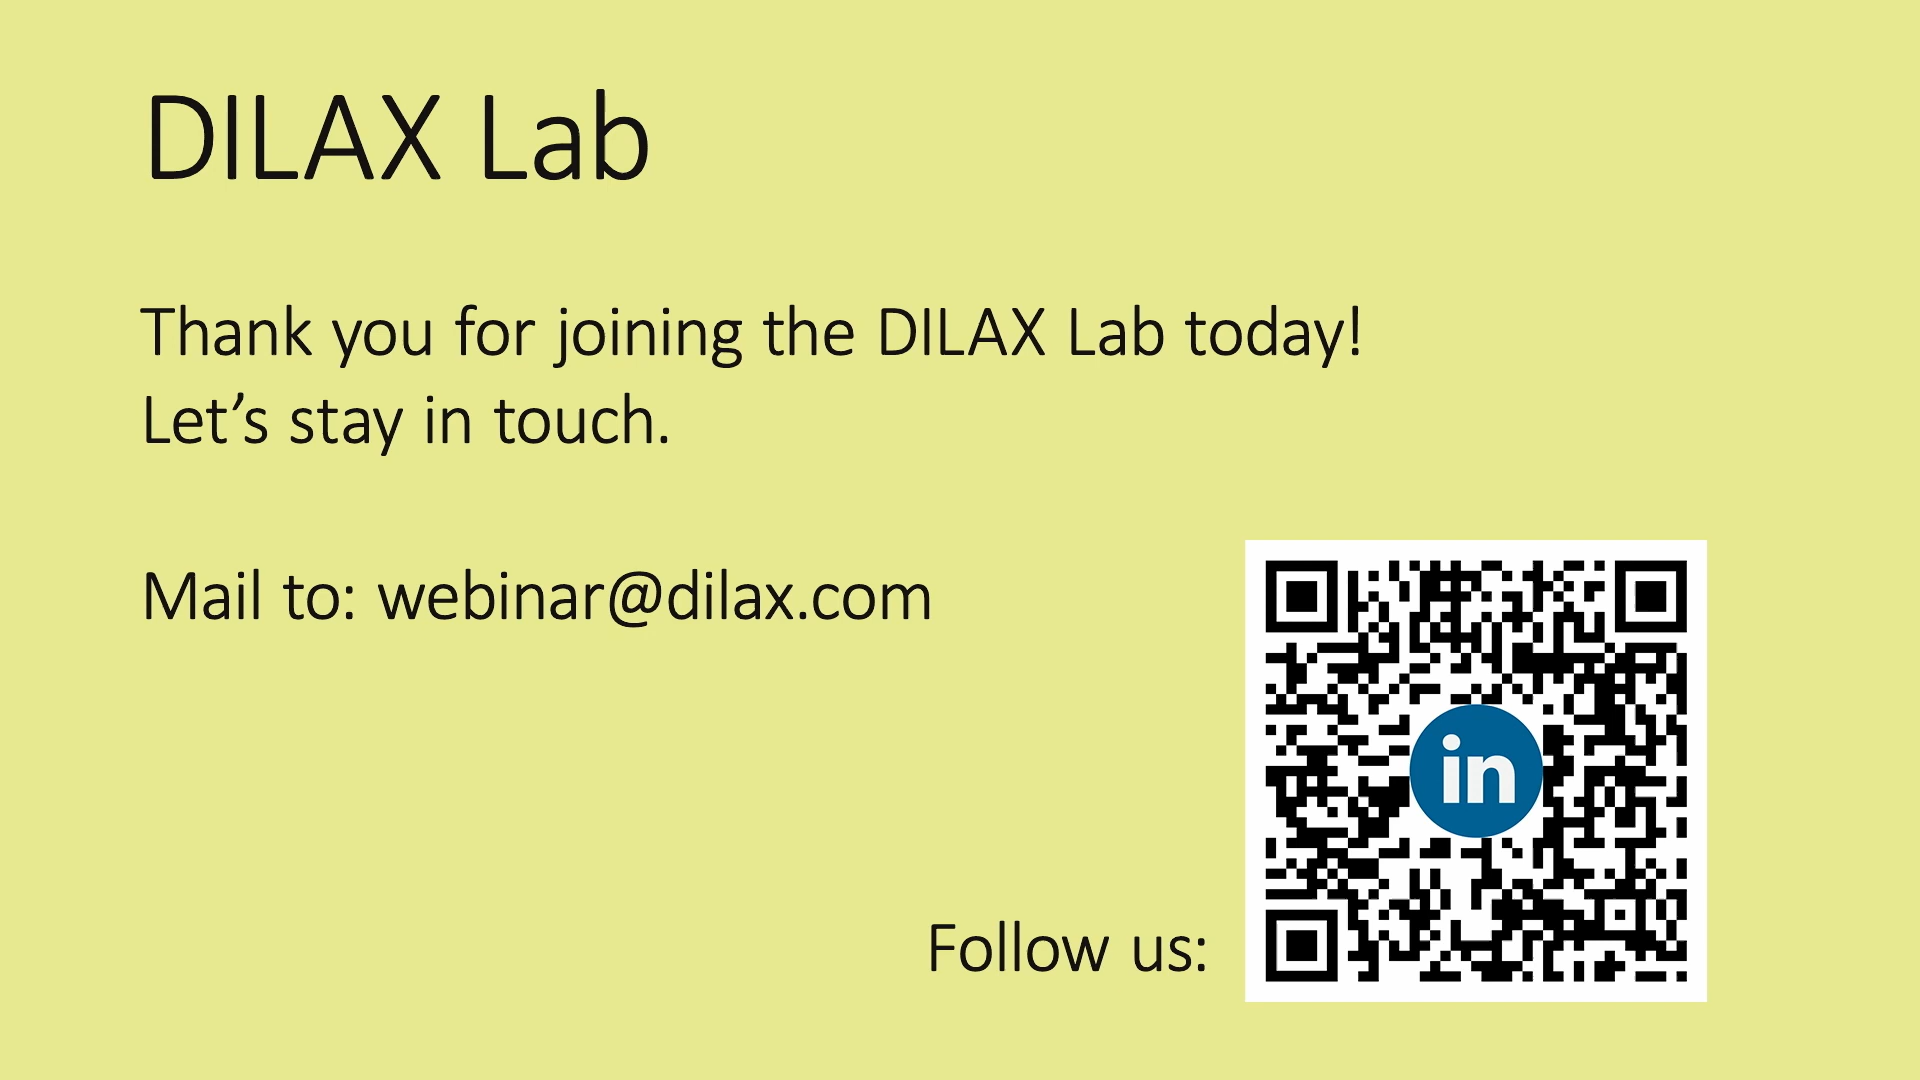 DILAX Lab
Thank you for joining the DILAX Lab today!
Let’s stay in touch.
Mail to: webinar@dilax.com
in
Follow us: